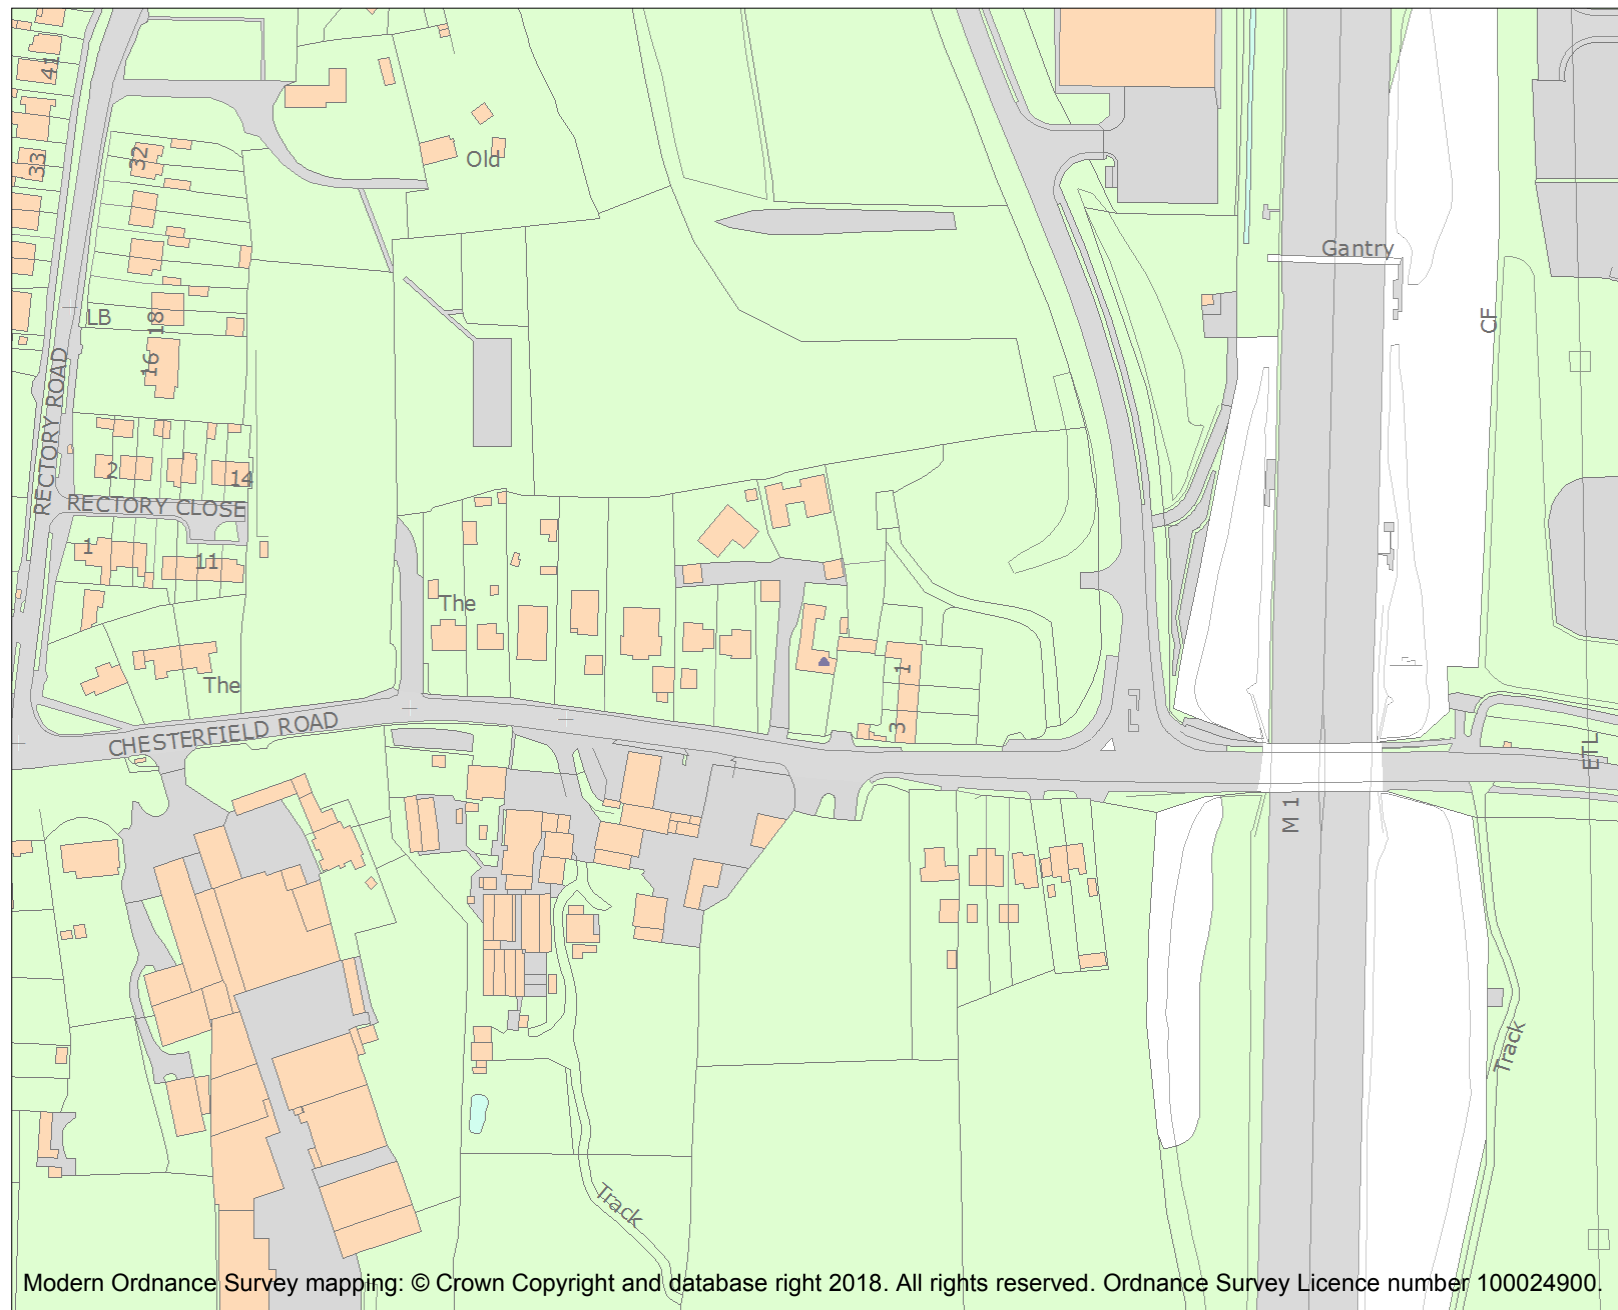 41
33
32
Old
Gantry
LB
18
16
CF
RECTORY ROAD
2
14
RECTORY CLOSE
1
11
The
The
1
3
CHESTERFIELD ROAD
ETL
M 1
Track
Track
Modern Ordnance Survey mapping: © Crown Copyright and database right 2018. All rights reserved. Ordnance Survey Licence number 100024900.